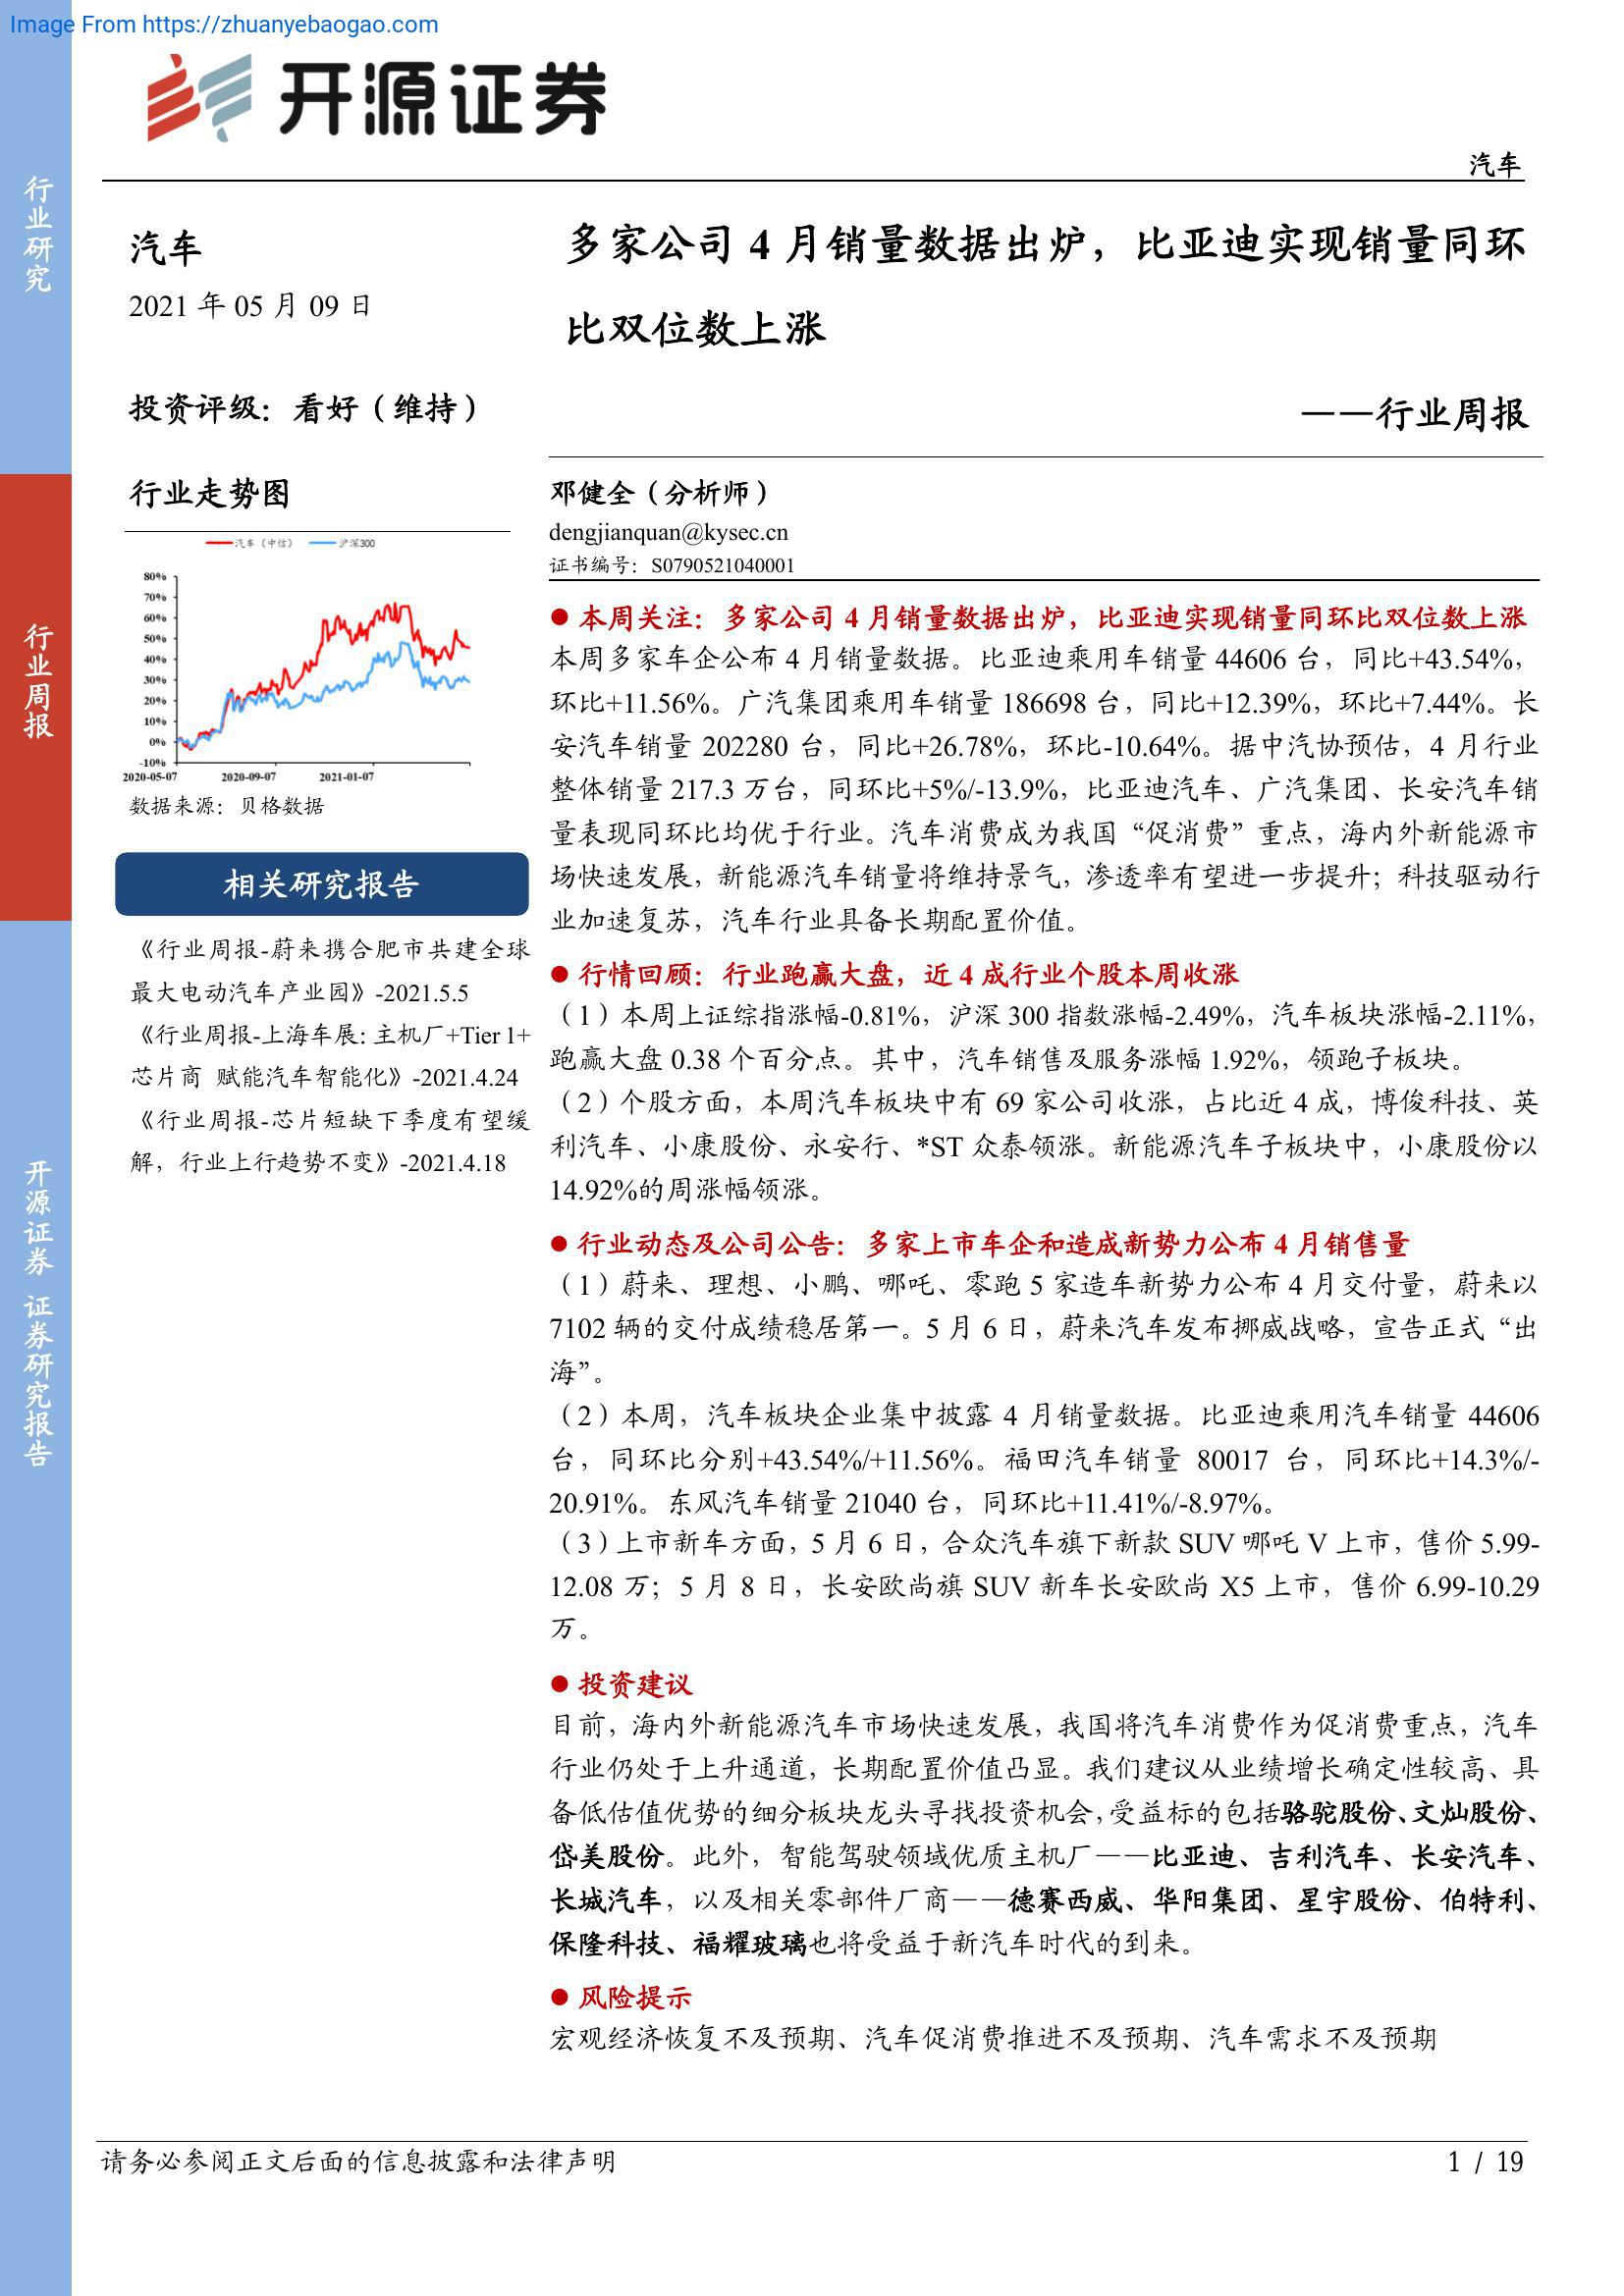 Image From https://zhuanyebaogao.com
开源证券
汽车
行业研究
行业周报
开源证券 证券研究报告
汽车
2021 年 05 月 09 日
投资评级：看好（维持）
行业走势图
汽车（中信） 沪深300
80%
70%
60%
50%
40%
30%
20%
10%
0%
-10%
2020-05-07 2020-09-07 2021-01-07
数据来源：贝格数据
相关研究报告
《行业周报-蔚来携合肥市共建全球
最大电动汽车产业园》-2021.5.5
《行业周报-上海车展：主机厂+Tier 1+
芯片商 赋能汽车智能化》-2021.4.24
《行业周报-芯片短缺下季度有望缓
解，行业上行趋势不变》-2021.4.18
多家公司 4 月销量数据出炉，比亚迪实现销量同环
比双位数上涨
——行业周报
邓健全（分析师）
dengjianquan@kysec.cn
证书编号：S0790521040001
● 本周关注：多家公司 4 月销量数据出炉，比亚迪实现销量同环比双位数上涨
本周多家车企公布 4 月销量数据。比亚迪乘用车销量 44606 台，同比+43.54%，
环比+11.56%。广汽集团乘用车销量 186698 台，同比+12.39%，环比+7.44%。长
安汽车销量 202280 台，同比+26.78%，环比-10.64%。据中汽协预估，4 月行业
整体销量 217.3 万台，同环比+5%/-13.9%，比亚迪汽车、广汽集团、长安汽车销
量表现同环比均优于行业。汽车消费成为我国“促消费”重点，海内外新能源市
场快速发展，新能源汽车销量将维持景气，渗透率有望进一步提升；科技驱动行
业加速复苏，汽车行业具备长期配置价值。
● 行情回顾：行业跑赢大盘，近 4 成行业个股本周收涨
（1）本周上证综指涨幅-0.81%，沪深 300 指数涨幅-2.49%，汽车板块涨幅-2.11%，
跑赢大盘 0.38 个百分点。其中，汽车销售及服务涨幅 1.92%，领跑子板块。
（2）个股方面，本周汽车板块中有 69 家公司收涨，占比近 4 成，博俊科技、英
利汽车、小康股份、永安行、*ST 众泰领涨。新能源汽车子板块中，小康股份以
14.92%的周涨幅领涨。
● 行业动态及公司公告：多家上市车企和造成新势力公布 4 月销售量
（1）蔚来、理想、小鹏、哪吒、零跑 5 家造车新势力公布 4 月交付量，蔚来以
7102 辆的交付成绩稳居第一。5 月 6 日，蔚来汽车发布挪威战略，宣告正式“出
海”。
（2）本周，汽车板块企业集中披露 4 月销量数据。比亚迪乘用汽车销量 44606
台，同环比分别+43.54%/+11.56%。福田汽车销量 80017 台，同环比+14.3%/-
20.91%。东风汽车销量 21040 台，同环比+11.41%/-8.97%。
（3）上市新车方面，5 月 6 日，合众汽车旗下新款 SUV 哪吒 V 上市，售价 5.99-
12.08 万；5 月 8 日，长安欧尚旗 SUV 新车长安欧尚 X5 上市，售价 6.99-10.29
万。
● 投资建议
目前，海内外新能源汽车市场快速发展，我国将汽车消费作为促消费重点，汽车
行业仍处于上升通道，长期配置价值凸显。我们建议从业绩增长确定性较高、具
备低估值优势的细分板块龙头寻找投资机会，受益标的包括骆驼股份、文灿股份、
岱美股份。此外，智能驾驶领域优质主机厂——比亚迪、吉利汽车、长安汽车、
长城汽车，以及相关零部件厂商——德赛西威、华阳集团、星宇股份、伯特利、
保隆科技、福耀玻璃也将受益于新汽车时代的到来。
● 风险提示
宏观经济恢复不及预期、汽车促消费推进不及预期、汽车需求不及预期
请务必参阅正文后面的信息披露和法律声明
1 / 19